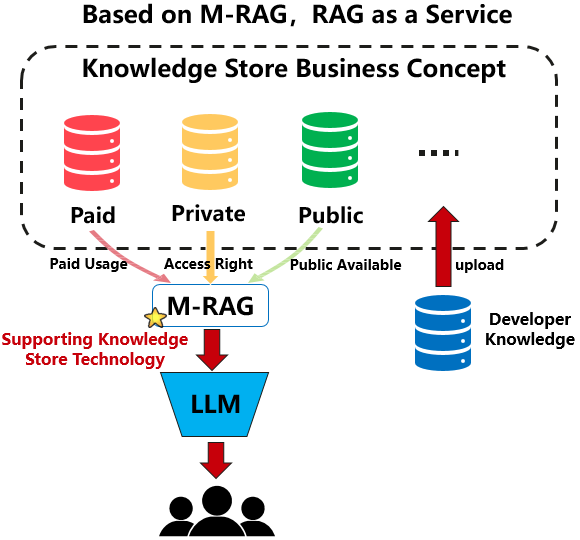 Based on M-RAG，RAG as a Service
Knowledge Store Business Concept
Paid
Private
Public
Paid Usage
Access Right
Public Available
upload
M-RAG
Supporting Knowledge
Store Technology
Developer
Knowledge
LLM